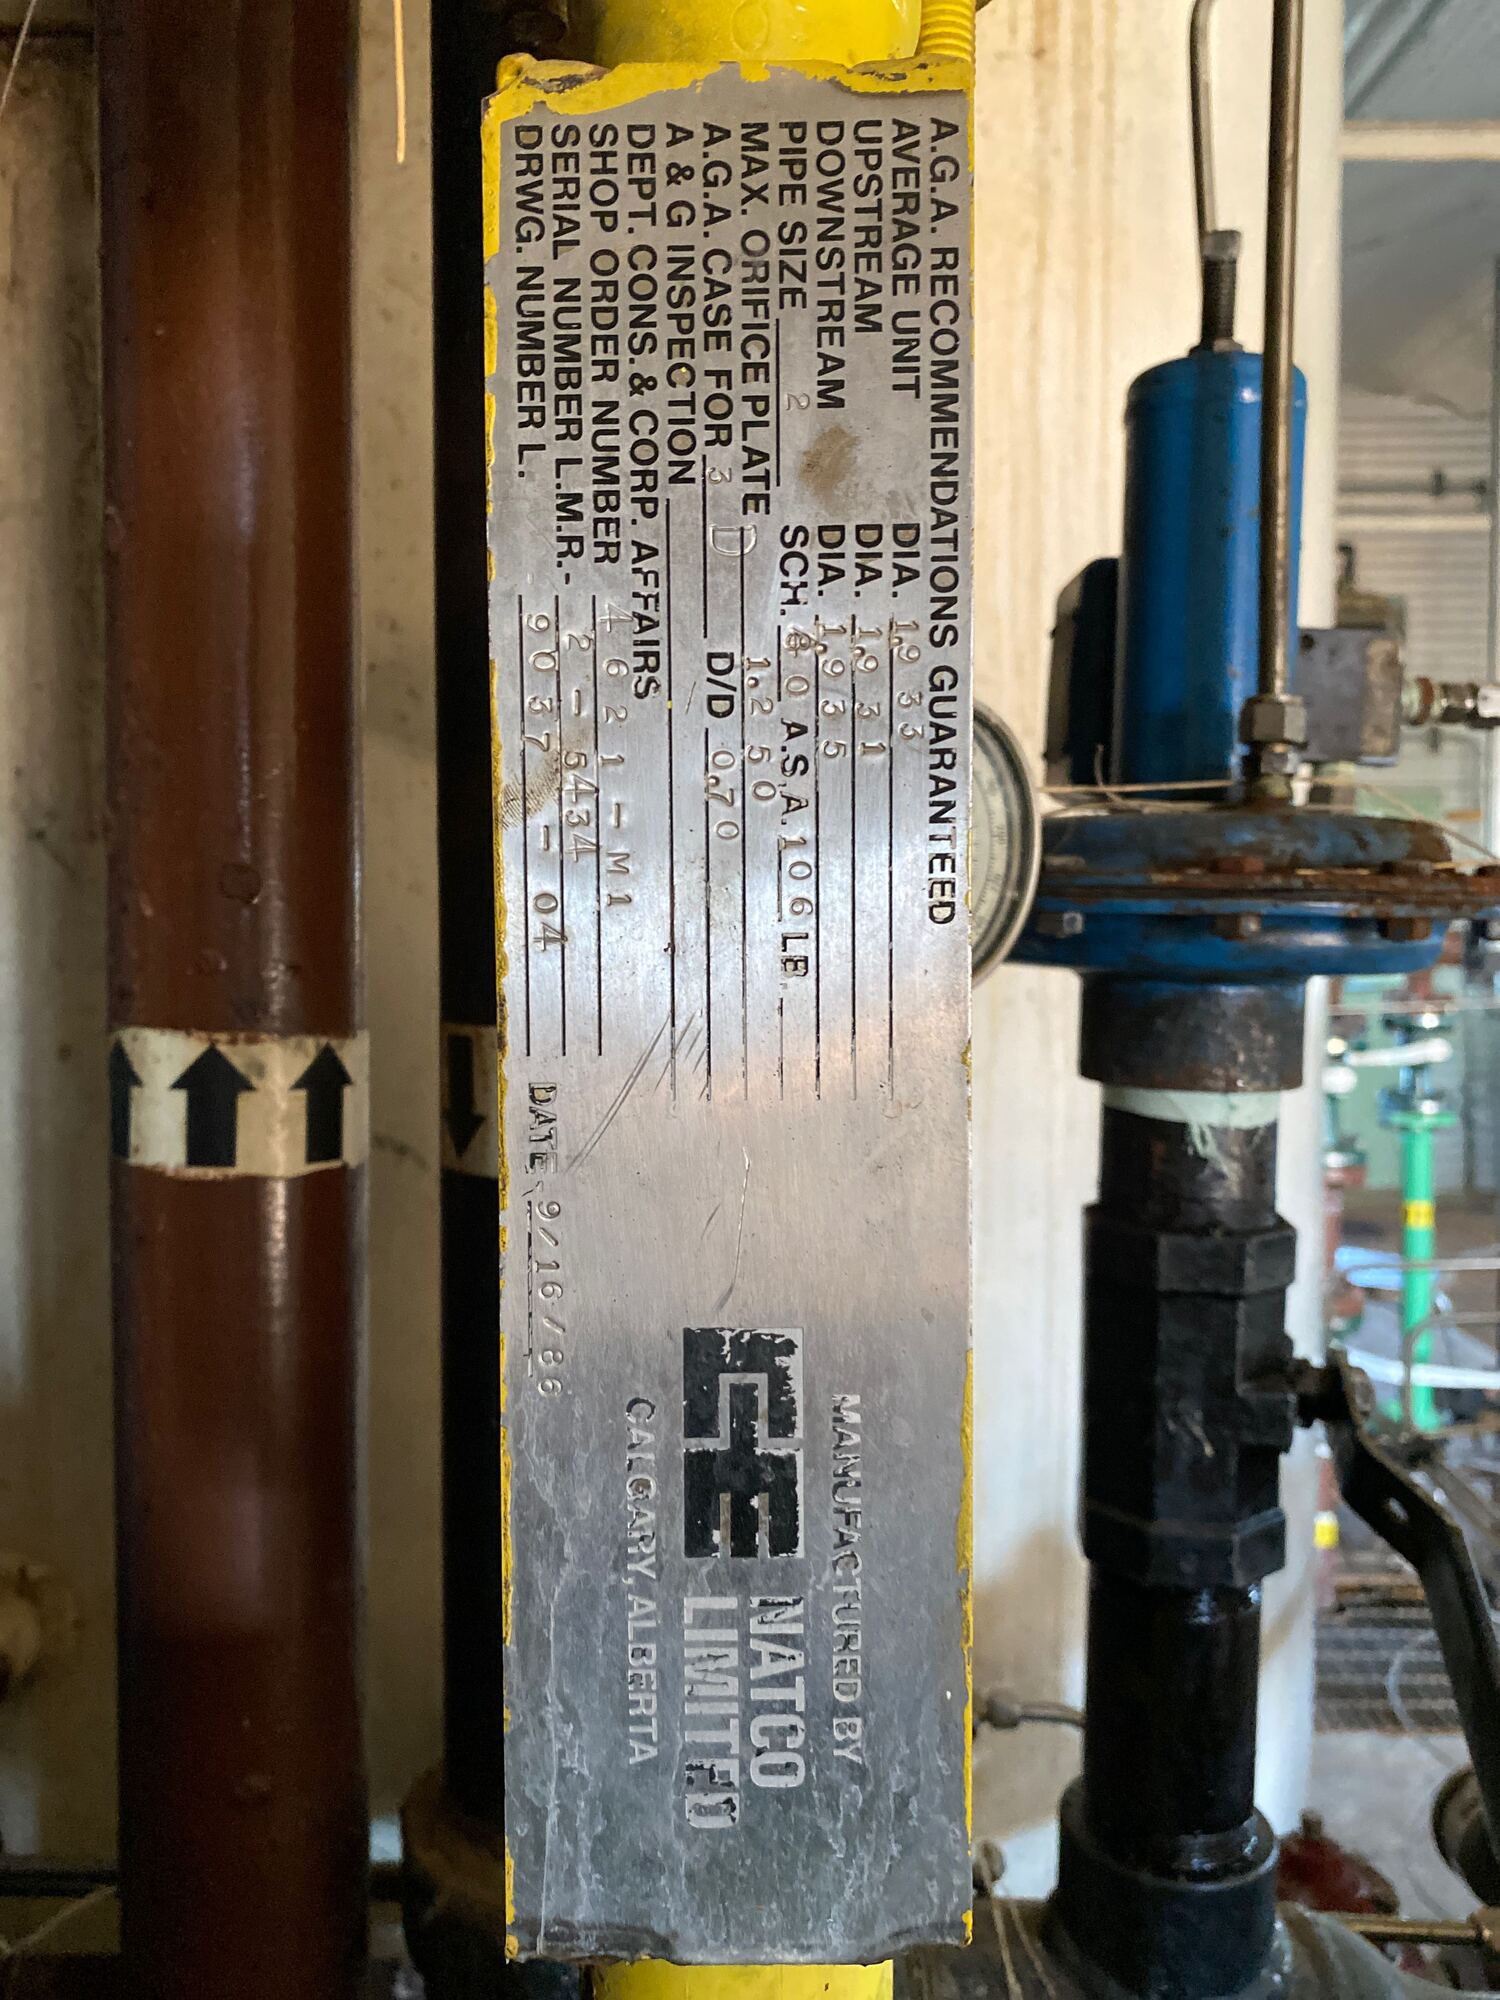 A.G.A. RECOMMENDATIONS GUARANTEED
AVERAGE UNIT DIA. 1.933
UPSTREAM DIA. 1.931
DOWNSTREAM DIA. 1.935
PIPE SIZE 2 SCH. 80 A.S.A. 106 LB.
MAX. ORIFICE PLATE D 1.250
A.G.A. CASE FOR 3 D D/D 0.70
A & G INSPECTION
DEPT. CONS. & CORP. AFFAIRS
SHOP ORDER NUMBER 4621-M1
SERIAL NUMBER L.M.R.- 2-5434
DRWG. NUMBER L. 9037-04 DATE 9/16/86
MANUFACTURED BY
CE NATCO
LIMITED
CALGARY, ALBERTA